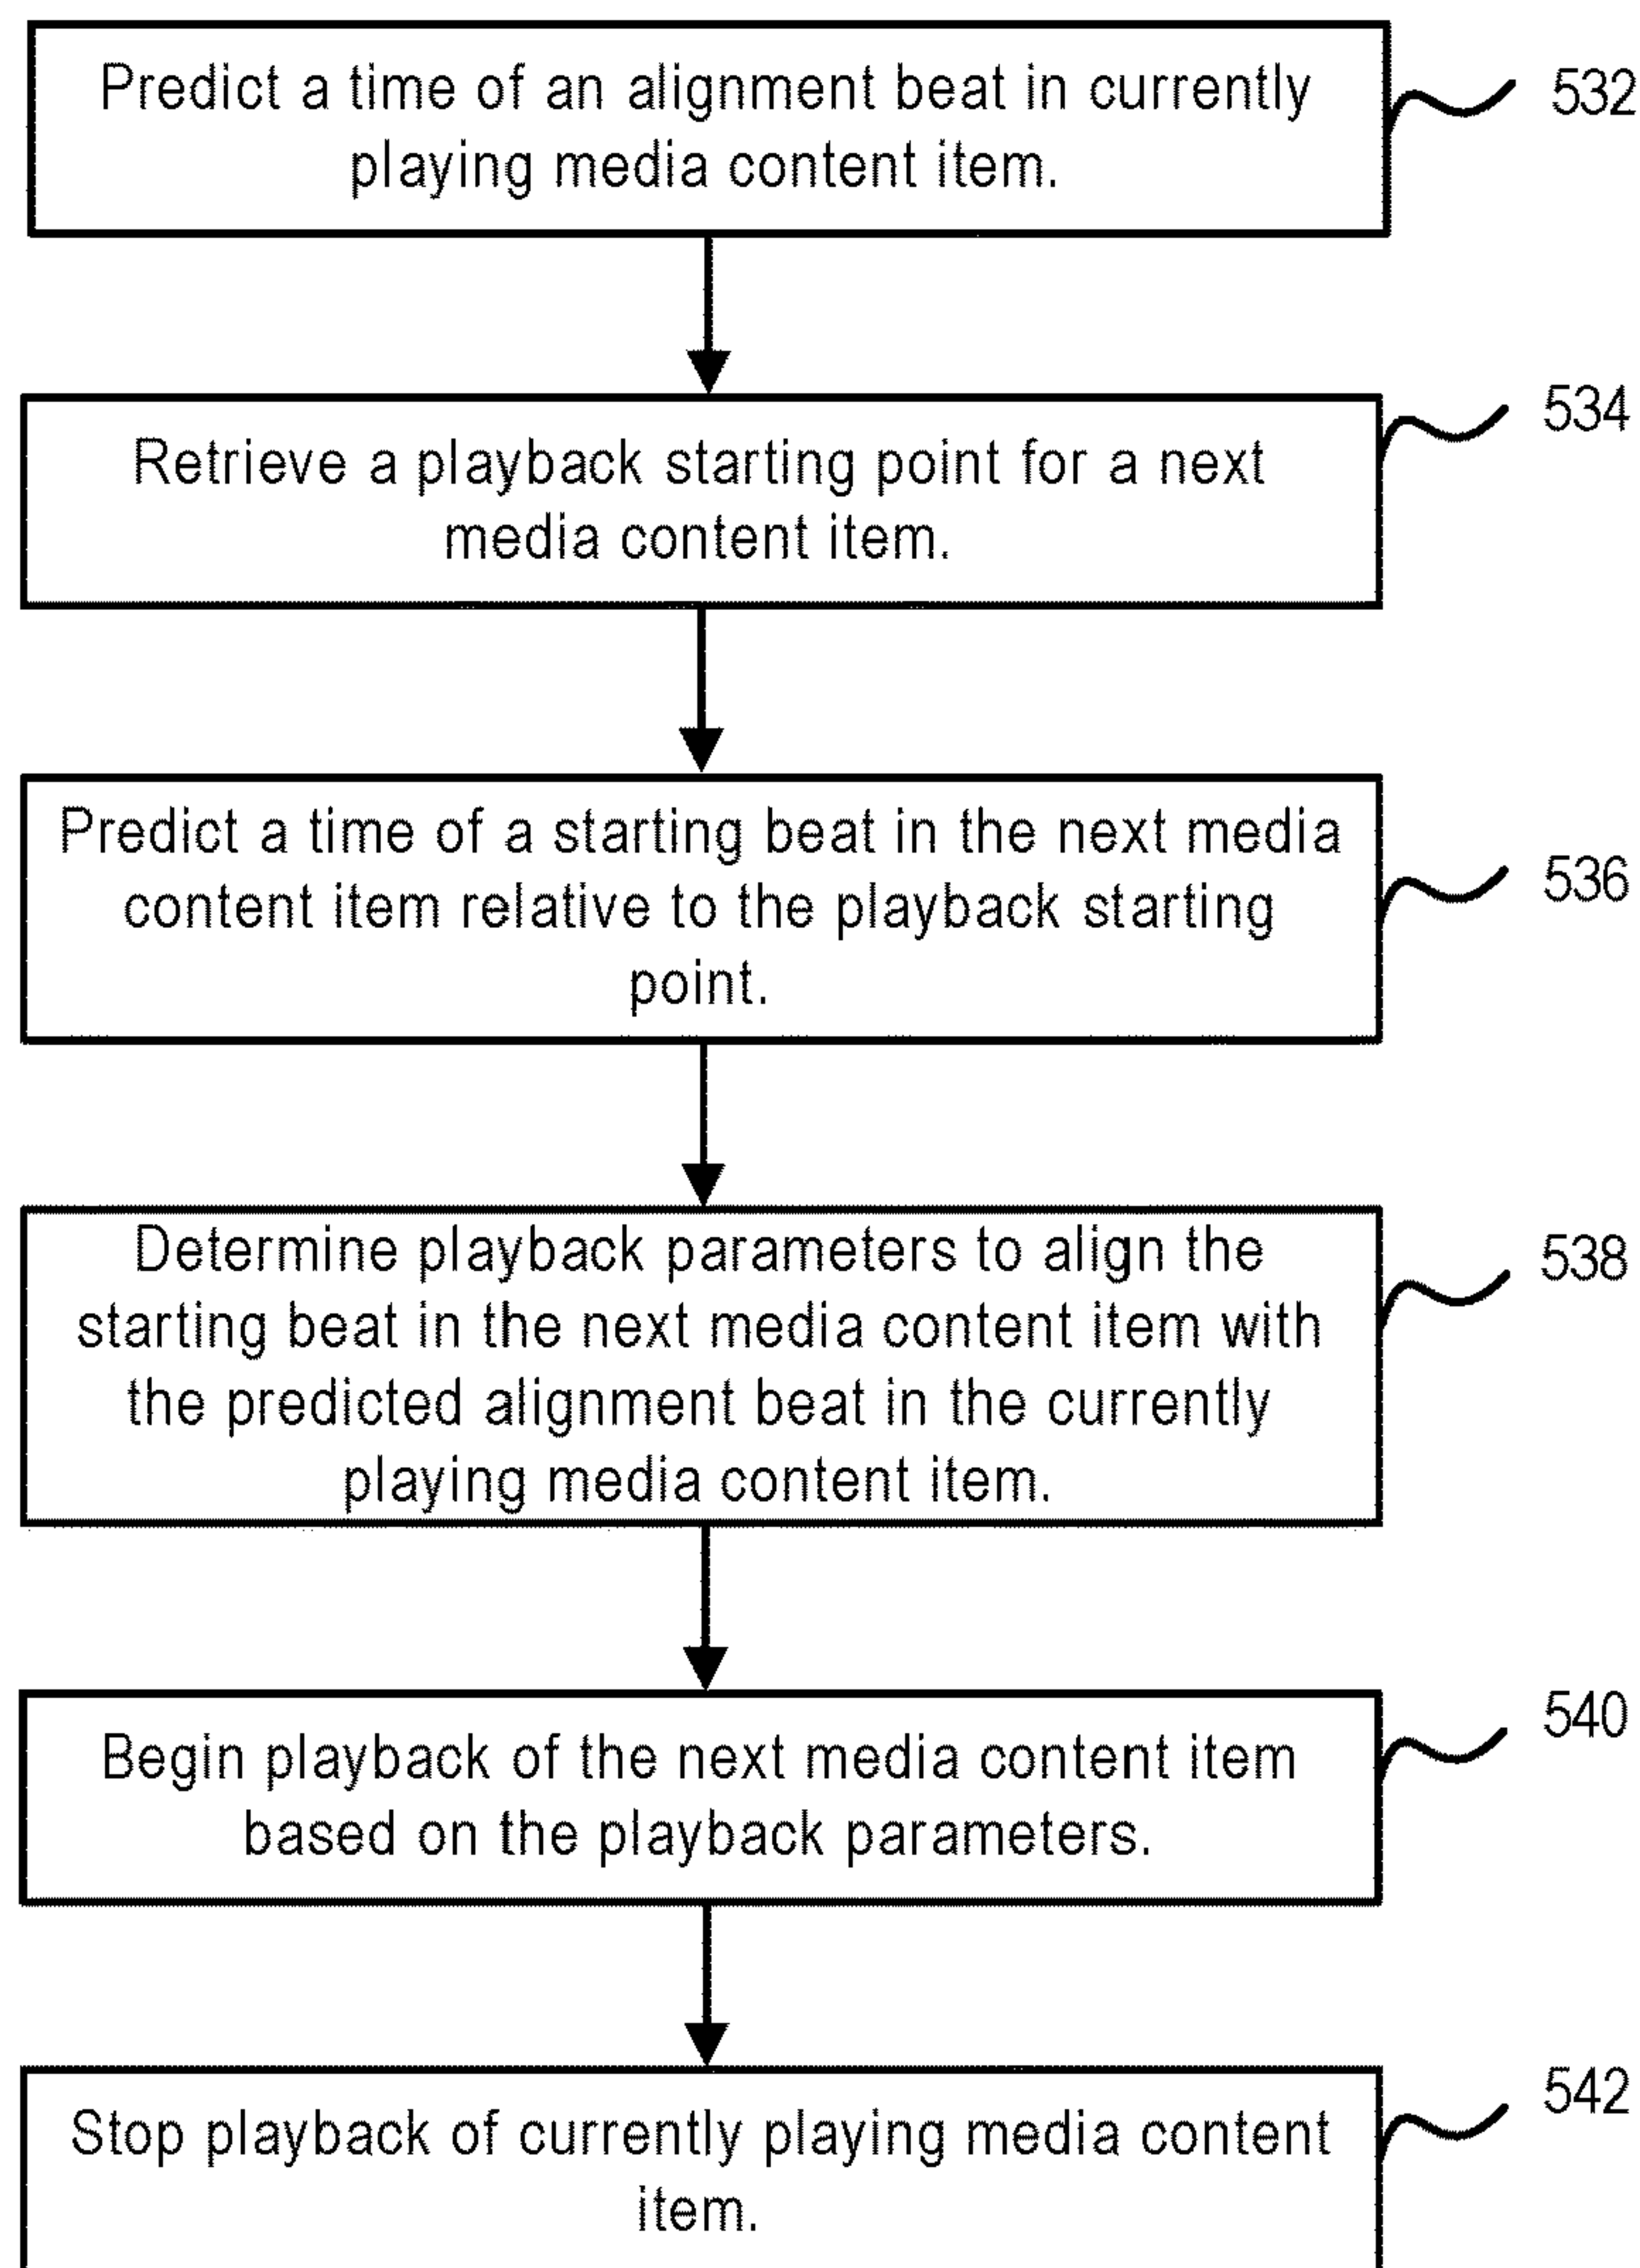 Predict a time of an alignment beat in currently
playing media content item.
532
Retrieve a playback starting point for a next
media content item.
534
Predict a time of a starting beat in the next media
content item relative to the playback starting
point.
536
Determine playback parameters to align the
starting beat in the next media content item with
the predicted alignment beat in the currently
playing media content item.
538
Begin playback of the next media content item
based on the playback parameters.
540
Stop playback of currently playing media content
item.
542